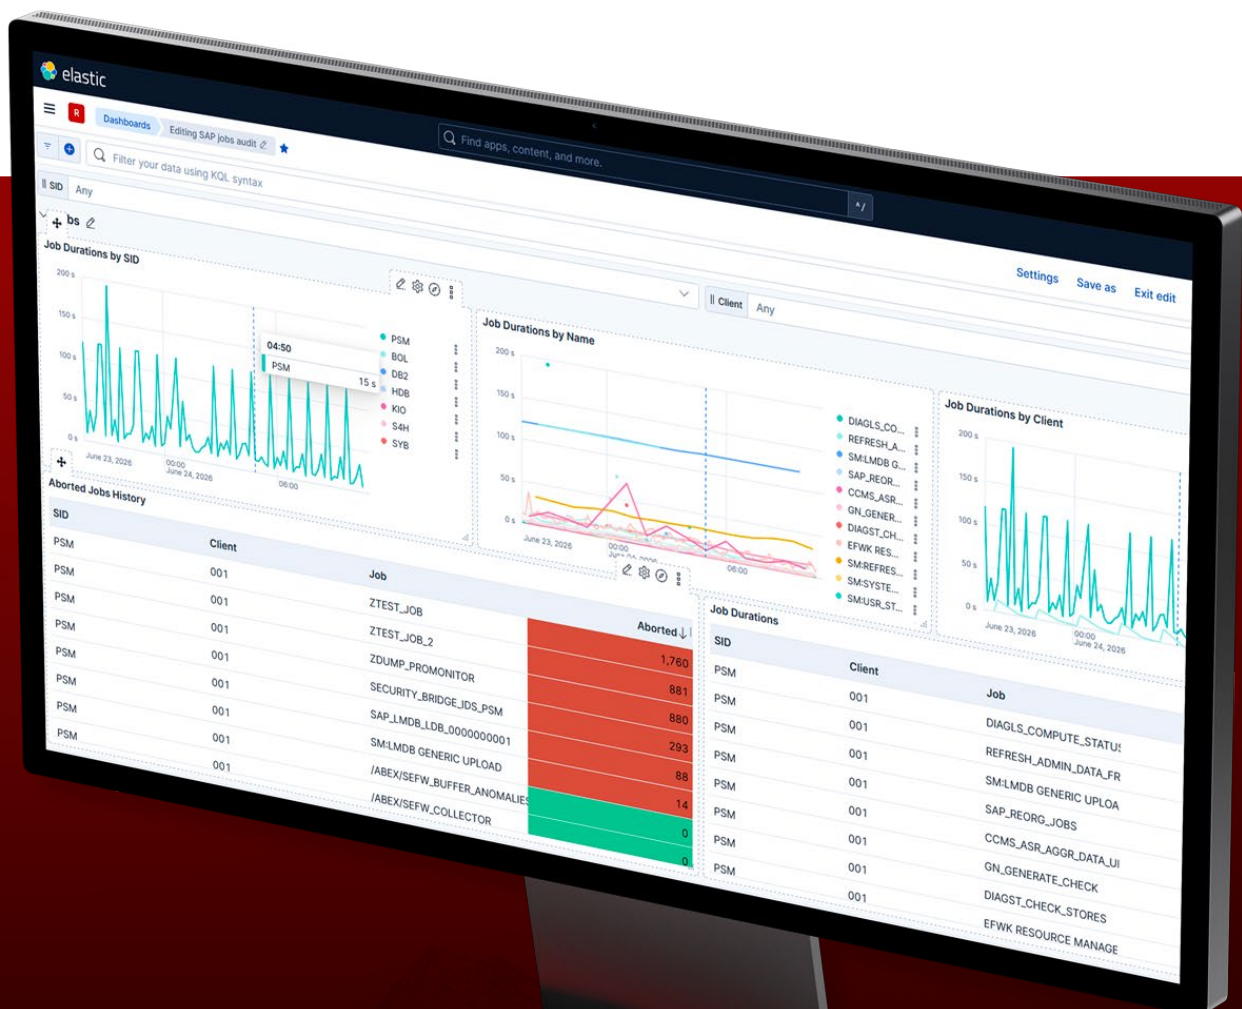 elastic
Find apps, content, and more.
^/
R
Dashboards
Editing SAP jobs audit
Filter your data using KQL syntax
Settings
Save as
Exit edit
SID
Any
Client
Any
bs
Job Durations by SID
200 s
150 s
100 s
50 s
0 s
June 23, 2026
00:00
June 24, 2026
06:00
04:50
PSM
15 s
PSM
BOL
DB2
HDB
KIO
S4H
SYB
Job Durations by Name
200 s
150 s
100 s
50 s
0 s
June 23, 2026
00:00
06:00
DIAGLS_CO...
REFRESH_A...
SM:LMDB G...
SAP_REOR...
CCMS_ASR...
GN_GENER...
DIAGST_CH...
EFWK RES...
SM:REFRES...
SM:SYSTE...
SM:USR_ST...
Job Durations by Client
200 s
150 s
100 s
50 s
0 s
June 23, 2026
00:00
June 24, 2026
Aborted Jobs History
SID Client Job Aborted
PSM 001 ZTEST_JOB 1,760
PSM 001 ZTEST_JOB_2 881
PSM 001 ZDUMP_PROMONITOR 880
PSM 001 SECURITY_BRIDGE_IDS_PSM 293
PSM 001 SAP_LMDB_LDB_0000000001 88
PSM 001 SM:LMDB GENERIC UPLOAD 14
PSM 001 /ABEX/SEFW_BUFFER_ANOMALIES 0
PSM 001 /ABEX/SEFW_COLLECTOR 0
Job Durations
SID Client Job
PSM 001 DIAGLS_COMPUTE_STATUS
PSM 001 REFRESH_ADMIN_DATA_FR
PSM 001 SM:LMDB GENERIC UPLOA
PSM 001 SAP_REORG_JOBS
PSM 001 CCMS_ASR_AGGR_DATA_UI
PSM 001 GN_GENERATE_CHECK
PSM 001 DIAGST_CHECK_STORES
PSM 001 EFWK RESOURCE MANAGE